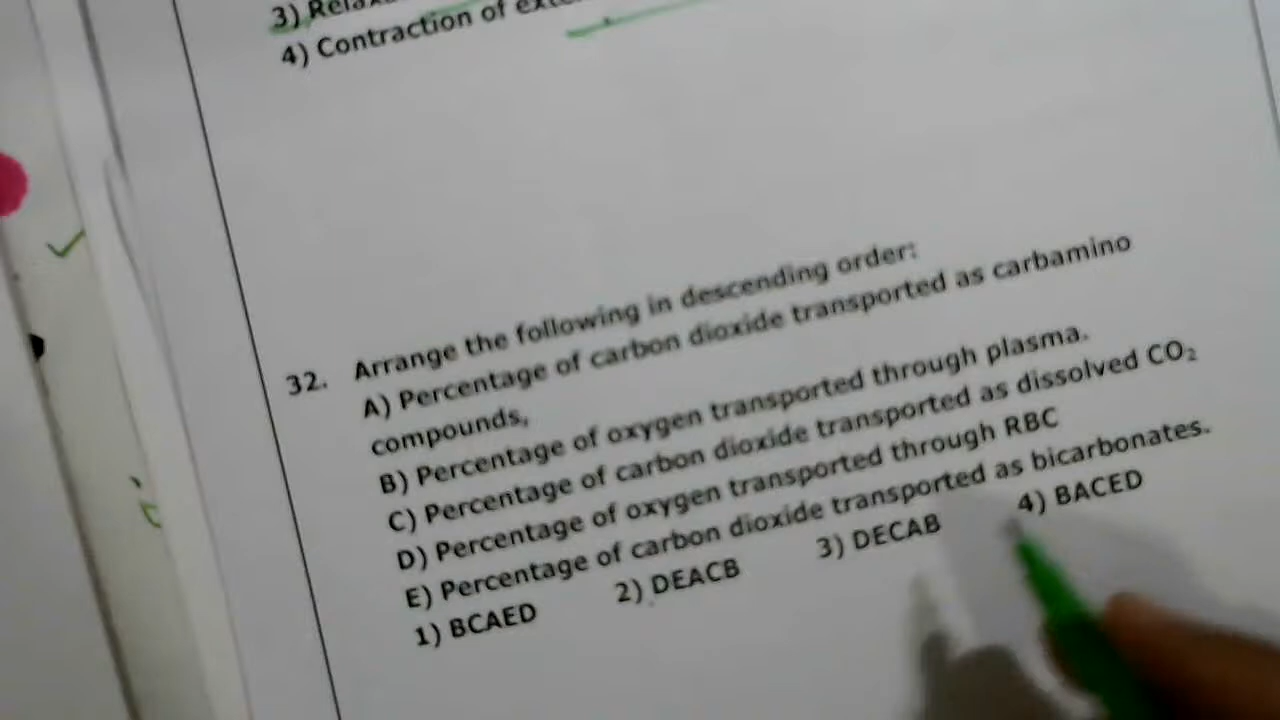 3)
4) Contraction of
32. Arrange the following in descending order:
A) Percentage of carbon dioxide transported as carbamino
compounds,
B) Percentage of oxygen transported through plasma.
C) Percentage of carbon dioxide transported as dissolved CO₂
D) Percentage of oxygen transported through RBC
E) Percentage of carbon dioxide transported as bicarbonates.
1) BCAED 2) DEACB 3) DECAB 4) BACED